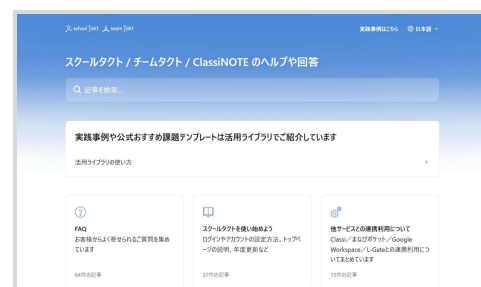 school Takt team Takt
実践事例はこちら 日本語
スクールタクト / チームタクト / ClassiNOTE のヘルプや回答
記事を検索...
実践事例や公式おすすめ課題テンプレートは活用ライブラリでご紹介しています
活用ライブラリの使い方
FAQ
お客様からよく寄せられるご質問を集め
ています
64件の記事
スクールタクトを使い始めよう
ログインやアカウントの設定方法、トップペ
ージの説明、年度更新など
37件の記事
他サービスとの連携利用について
Classi／まなびポケット／Google
Workspace／L-Gateとの連携利用につ
いてまとめています
15件の記事